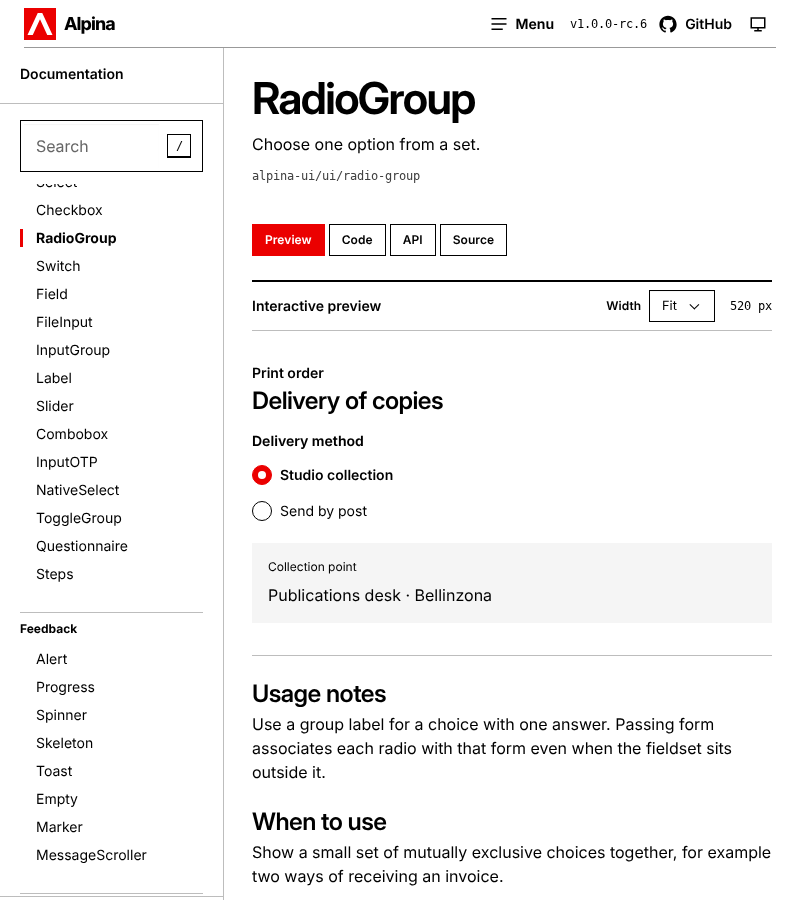 Alpina
Menu
v1.0.0-rc.6
GitHub
Documentation
Search
/
Select
Checkbox
RadioGroup
Switch
Field
FileInput
InputGroup
Label
Slider
Combobox
InputOTP
NativeSelect
ToggleGroup
Questionnaire
Steps
Feedback
Alert
Progress
Spinner
Skeleton
Toast
Empty
Marker
MessageScroller
RadioGroup
Choose one option from a set.
alpina-ui/ui/radio-group
Preview
Code
API
Source
Interactive preview
Width
Fit
520 px
Print order
Delivery of copies
Delivery method
Studio collection
Send by post
Collection point
Publications desk · Bellinzona
Usage notes
Use a group label for a choice with one answer. Passing form
associates each radio with that form even when the fieldset sits
outside it.
When to use
Show a small set of mutually exclusive choices together, for example
two ways of receiving an invoice.